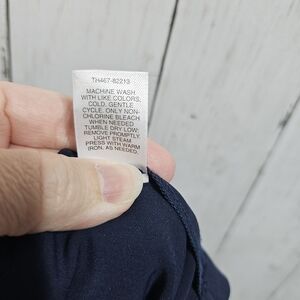 TH467-82213
MACHINE WASH
WITH LIKE COLORS,
COLD, GENTLE
CYCLE. ONLY NON-
CHLORINE BLEACH
WHEN NEEDED
TUMBLE DRY LOW;
REMOVE PROMPTLY.
LIGHT STEAM
PRESS WITH WARM
IRON, AS NEEDED.